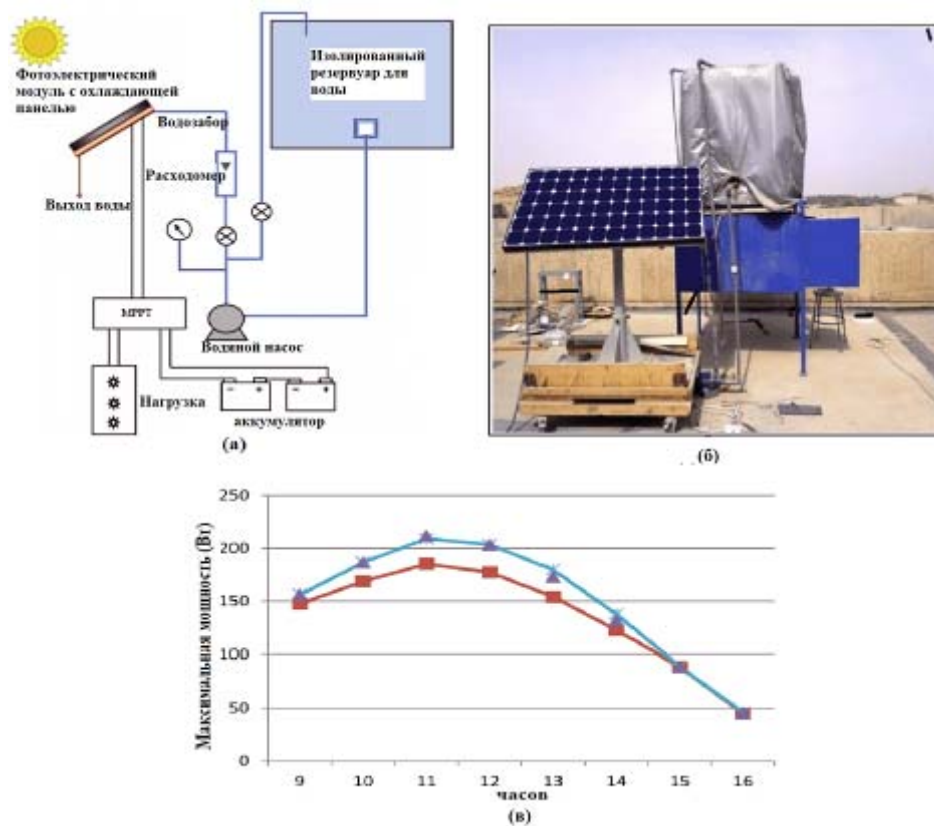 Изолированный
резервуар для
воды
Фотоэлектрический
модуль с охлаждающей
панелью
Водозабор
Расходомер
Выход воды
MPPT
Водяной насос
Нагрузка
аккумулятор
(а)
(б)
Максимальная мощность (Вт)
250
200
150
100
50
0
9 10 11 12 13 14 15 16
часов
(в)